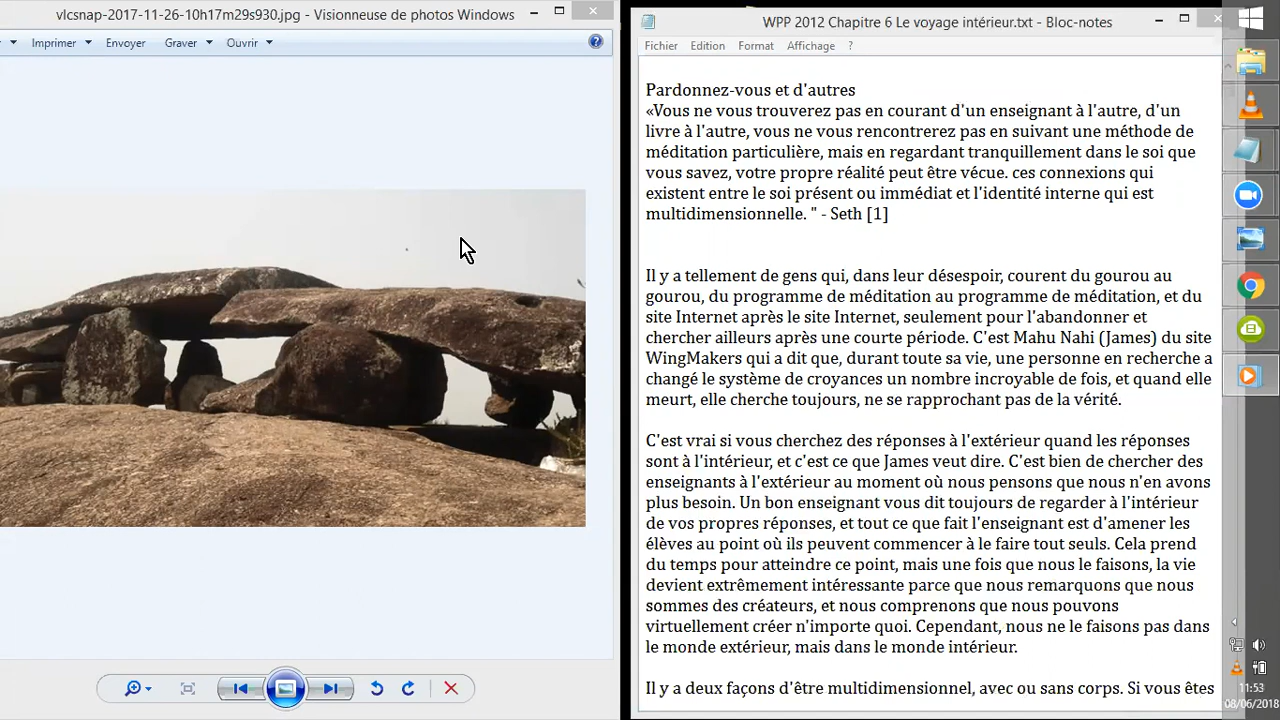 vlcsnap-2017-11-26-10h17m29s930.jpg - Visionneuse de photos Windows
Imprimer
Envoyer
Graver
Ouvrir
WPP 2012 Chapitre 6 Le voyage intérieur.txt - Bloc-notes
Fichier Edition Format Affichage ?
Pardonnez-vous et d'autres
«Vous ne vous trouverez pas en courant d'un enseignant à l'autre, d'un
livre à l'autre, vous ne vous rencontrerez pas en suivant une méthode de
méditation particulière, mais en regardant tranquillement dans le soi que
vous savez, votre propre réalité peut être vécue. ces connexions qui
existent entre le soi présent ou immédiat et l'identité interne qui est
multidimensionnelle. " - Seth [1]
Il y a tellement de gens qui, dans leur désespoir, courent du gourou au
gourou, du programme de méditation au programme de méditation, et du
site Internet après le site Internet, seulement pour l'abandonner et
chercher ailleurs après une courte période. C'est Mahu Nahi (James) du site
WingMakers qui a dit que, durant toute sa vie, une personne en recherche a
changé le système de croyances un nombre incroyable de fois, et quand elle
meurt, elle cherche toujours, ne se rapprochant pas de la vérité.
C'est vrai si vous cherchez des réponses à l'extérieur quand les réponses
sont à l'intérieur, et c'est ce que James veut dire. C'est bien de chercher des
enseignants à l'extérieur au moment où nous pensons que nous n'en avons
plus besoin. Un bon enseignant vous dit toujours de regarder à l'intérieur
de vos propres réponses, et tout ce que fait l'enseignant est d'amener les
élèves au point où ils peuvent commencer à le faire tout seuls. Cela prend
du temps pour atteindre ce point, mais une fois que nous le faisons, la vie
devient extrêmement intéressante parce que nous remarquons que nous
sommes des créateurs, et nous comprenons que nous pouvons
virtuellement créer n'importe quoi. Cependant, nous ne le faisons pas dans
le monde extérieur, mais dans le monde intérieur.
Il y a deux façons d'être multidimensionnel, avec ou sans corps. Si vous êtes
11:53
08/06/2018